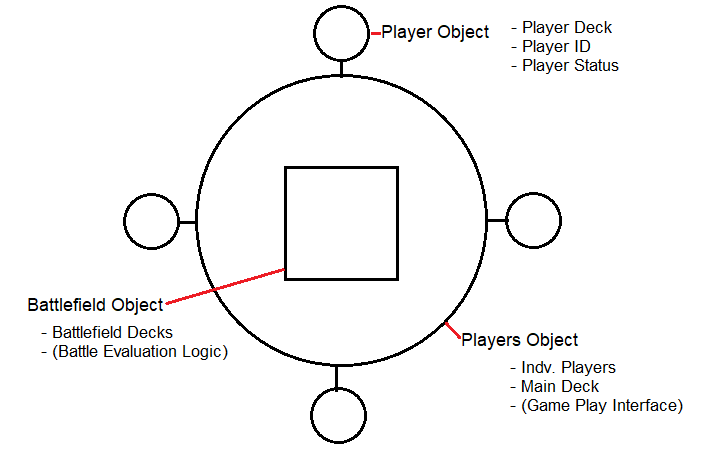 Player Object
- Player Deck
- Player ID
- Player Status
Battlefield Object
- Battlefield Decks
- (Battle Evaluation Logic)
Players Object
- Indv. Players
- Main Deck
- (Game Play Interface)